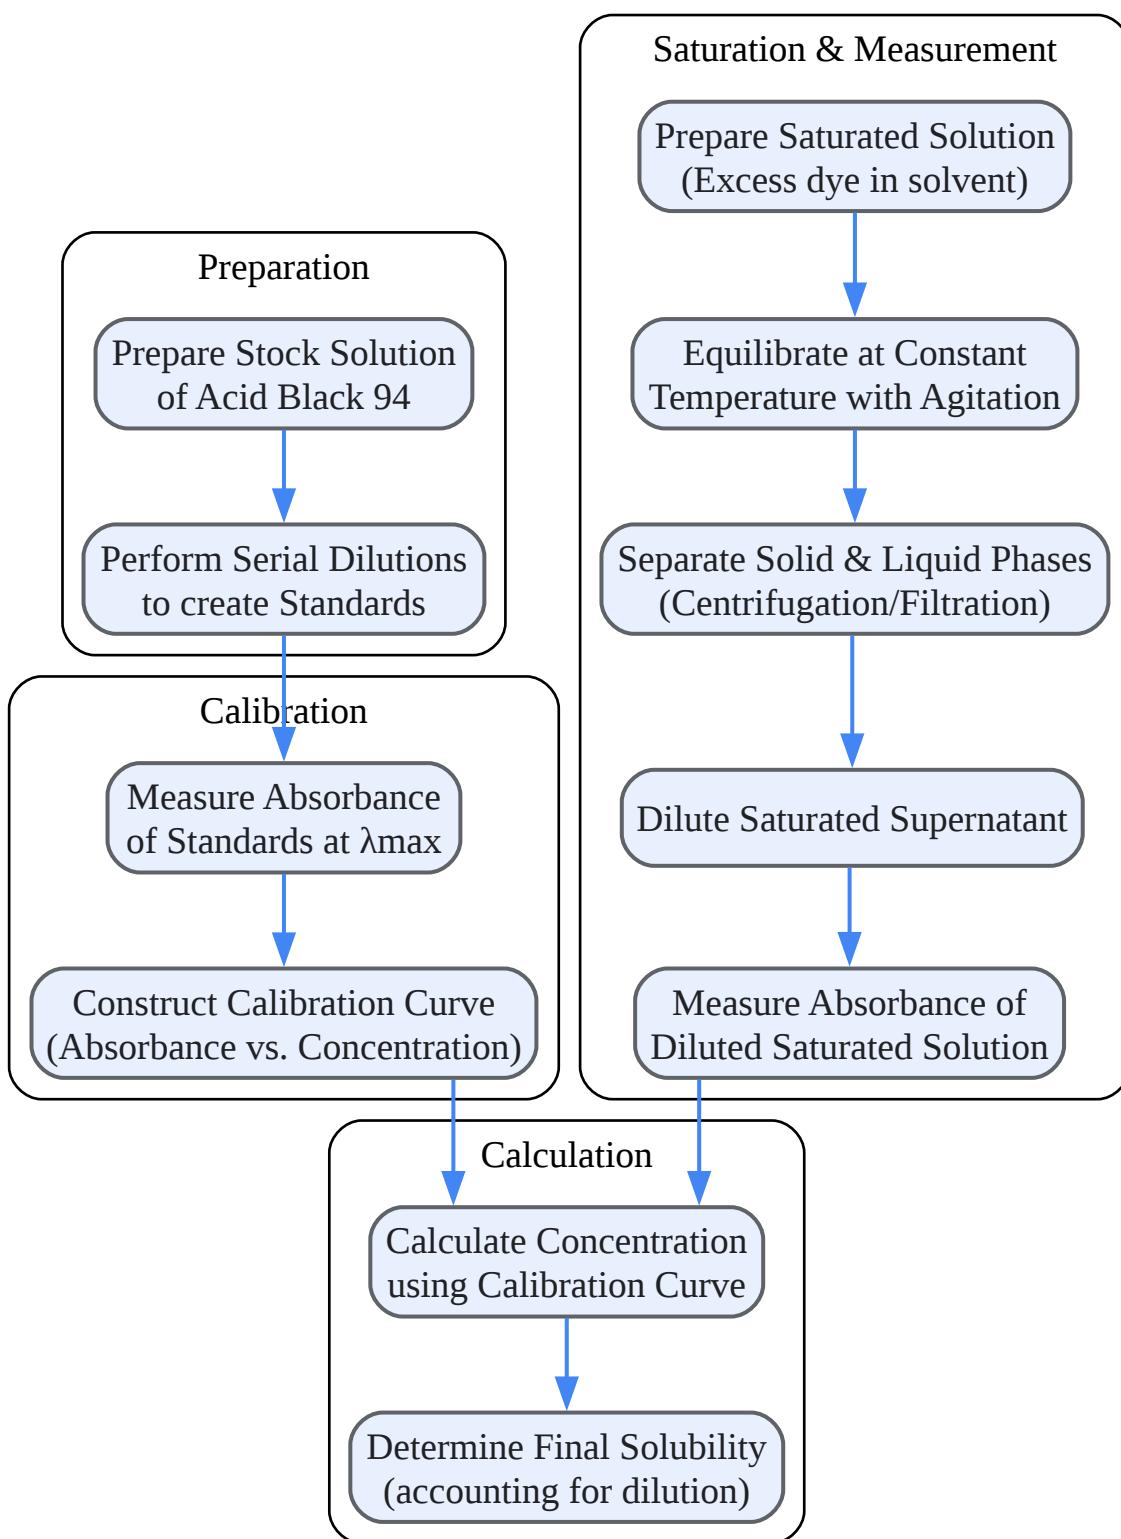 Saturation & Measurement
Prepare Saturated Solution
(Excess dye in solvent)
Equilibrate at Constant
Temperature with Agitation
Separate Solid & Liquid Phases
(Centrifugation/Filtration)
Dilute Saturated Supernatant
Measure Absorbance of
Diluted Saturated Solution
Preparation
Prepare Stock Solution
of Acid Black 94
Perform Serial Dilutions
to create Standards
Calibration
Measure Absorbance
of Standards at λmax
Construct Calibration Curve
(Absorbance vs. Concentration)
Calculation
Calculate Concentration
using Calibration Curve
Determine Final Solubility
(accounting for dilution)